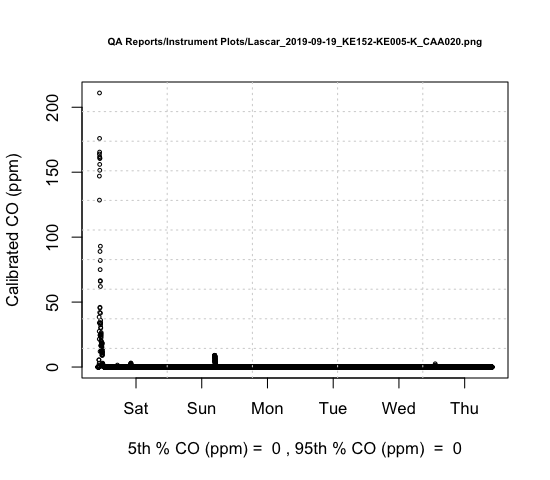 QA Reports/Instrument Plots/Lascar_2019-09-19_KE152-KE005-K_CAA020.png
Calibrated CO (ppm)
200
150
100
50
0
Sat Sun Mon Tue Wed Thu
5th % CO (ppm) = 0 , 95th % CO (ppm) = 0